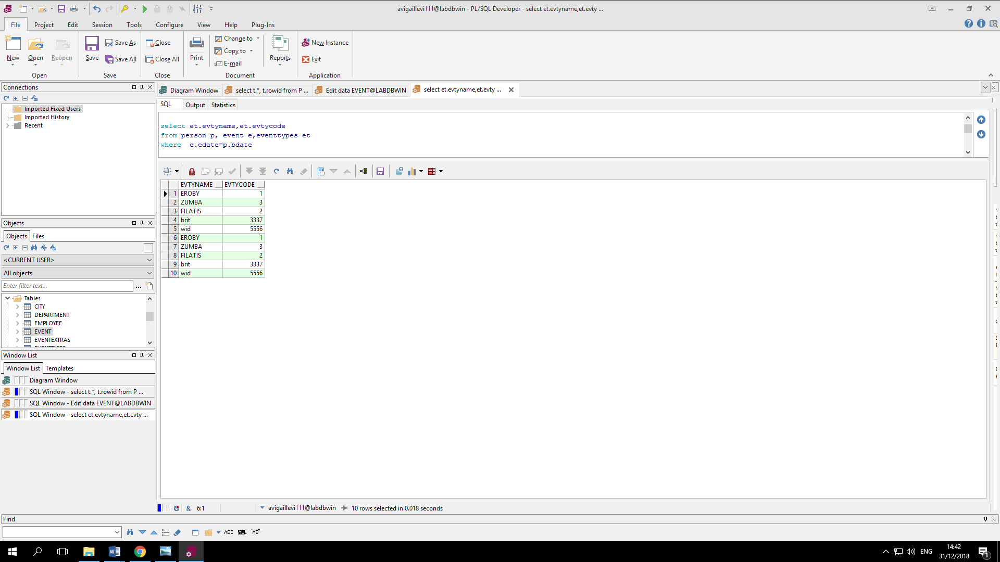 avigaillevi111@labdbwin - PL/SQL Developer - select et.evtyname,et.evty ...
File Project Edit Session Tools Configure View Help Plug-Ins
New Open Reopen Save Save As Save All Close Close All Print Change to Copy to E-mail Reports New Instance Exit
Open Save Close Document Application
Connections
Imported Fixed Users
Imported History
Recent
Objects
Objects Files
<CURRENT USER>
All objects
Enter filter text...
Tables
CITY
DEPARTMENT
EMPLOYEE
EVENT
EVENTEXTRAS
Window List
Window List Templates
Diagram Window
SQL Window - select t.*, t.rowid from P ...
SQL Window - Edit data EVENT@LABDBWIN
SQL Window - select et.evtyname,et.evty ...
Diagram Window select t.*, t.rowid from P ... Edit data EVENT@LABDBWIN select et.evtyname,et.evty ...
SQL Output Statistics
select et.evtyname,et.evtycode
from person p, event e,eventtypes et
where e.edate=p.bdate
EVTYNAME EVTYCODE
1 EROBY 1
2 ZUMBA 3
3 FILATIS 2
4 brit 3337
5 wid 5556
6 EROBY 1
7 ZUMBA 3
8 FILATIS 2
9 brit 3337
10 wid 5556
& 6:1 avigaillevi111@labdbwin 10 rows selected in 0.018 seconds
Find
ABC AB "AB"
ENG 14:42
31/12/2018 1